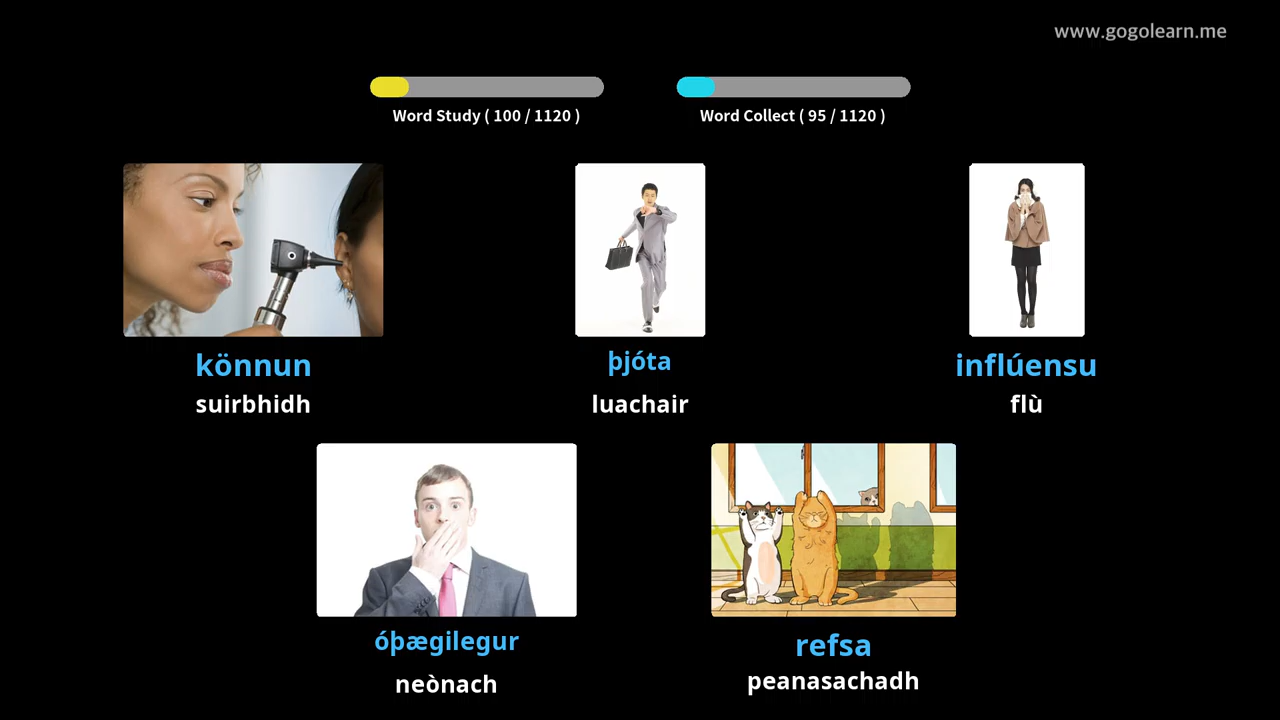 www.gogolearn.me
Word Study ( 100 / 1120 )
Word Collect ( 95 / 1120 )
könnun
suirbhidh
þjóta
luachair
inflúensu
flù
óþægilegur
neònach
refsa
peanasachadh